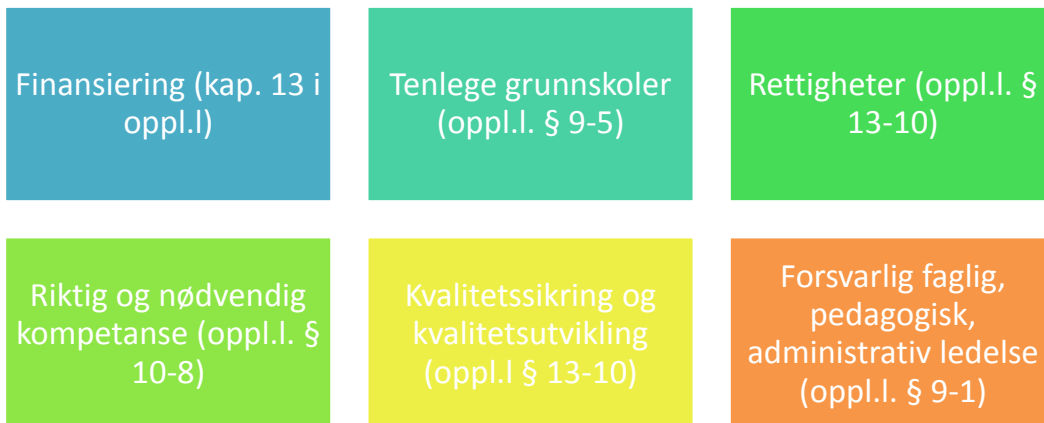 Finansiering (kap. 13 i
oppl.l)
Tenlege grunnskoler
(oppl.l. § 9-5)
Rettigheter (oppl.l. §
13-10)
Riktig og nødvendig
kompetanse (oppl.l. §
10-8)
Kvalitetssikring og
kvalitetsutvikling
(oppl.l § 13-10)
Forsvarlig faglig,
pedagogisk,
administrativ ledelse
(oppl.l. § 9-1)